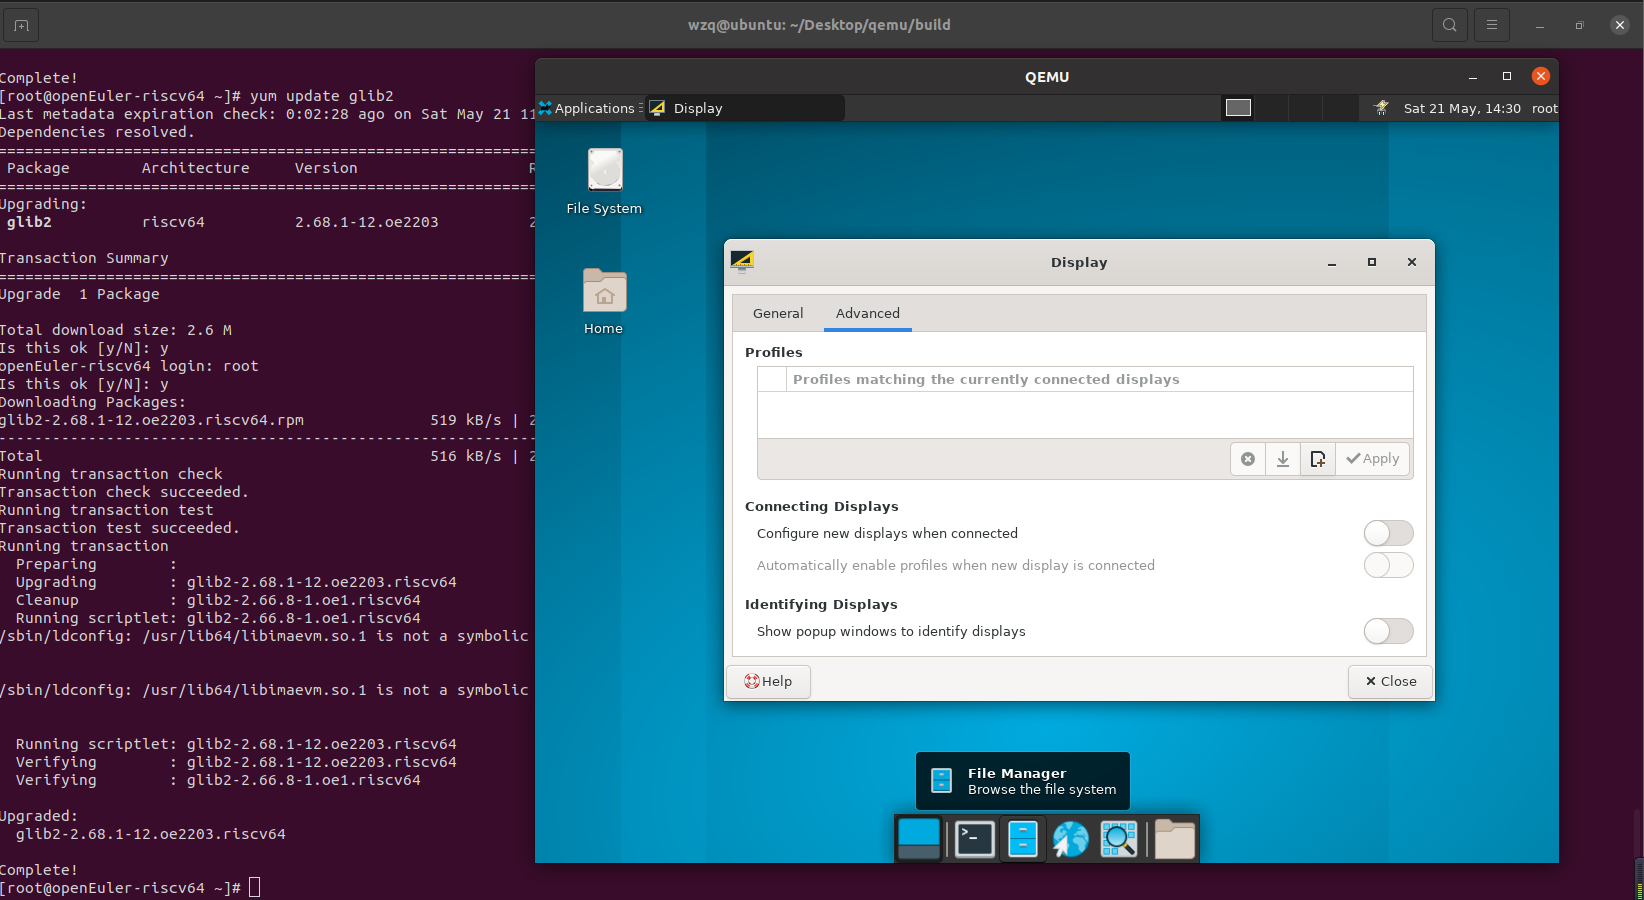 wzq@ubuntu: ~/Desktop/qemu/build
Complete!
[root@openEuler-riscv64 ~]# yum update glib2
Last metadata expiration check: 0:02:28 ago on Sat May 21 11
Dependencies resolved.
================================================================
Package Architecture Version R
================================================================
Upgrading:
glib2 riscv64 2.68.1-12.oe2203 2
Transaction Summary
================================================================
Upgrade 1 Package
Total download size: 2.6 M
Is this ok [y/N]: y
openEuler-riscv64 login: root
Is this ok [y/N]: y
Downloading Packages:
glib2-2.68.1-12.oe2203.riscv64.rpm 519 kB/s | 2
----------------------------------------------------------------
Total 516 kB/s | 2
Running transaction check
Transaction check succeeded.
Running transaction test
Transaction test succeeded.
Running transaction
Preparing :
Upgrading : glib2-2.68.1-12.oe2203.riscv64
Cleanup : glib2-2.66.8-1.oe1.riscv64
Running scriptlet: glib2-2.66.8-1.oe1.riscv64
/sbin/ldconfig: /usr/lib64/libimaevm.so.1 is not a symbolic
/sbin/ldconfig: /usr/lib64/libimaevm.so.1 is not a symbolic
Running scriptlet: glib2-2.68.1-12.oe2203.riscv64
Verifying : glib2-2.68.1-12.oe2203.riscv64
Verifying : glib2-2.66.8-1.oe1.riscv64
Upgraded:
glib2-2.68.1-12.oe2203.riscv64
Complete!
[root@openEuler-riscv64 ~]#
QEMU
Applications Display Sat 21 May, 14:30 root
File System
Home
Display
General Advanced
Profiles
Profiles matching the currently connected displays
Apply
Connecting Displays
Configure new displays when connected
Automatically enable profiles when new display is connected
Identifying Displays
Show popup windows to identify displays
Help Close
File Manager
Browse the file system